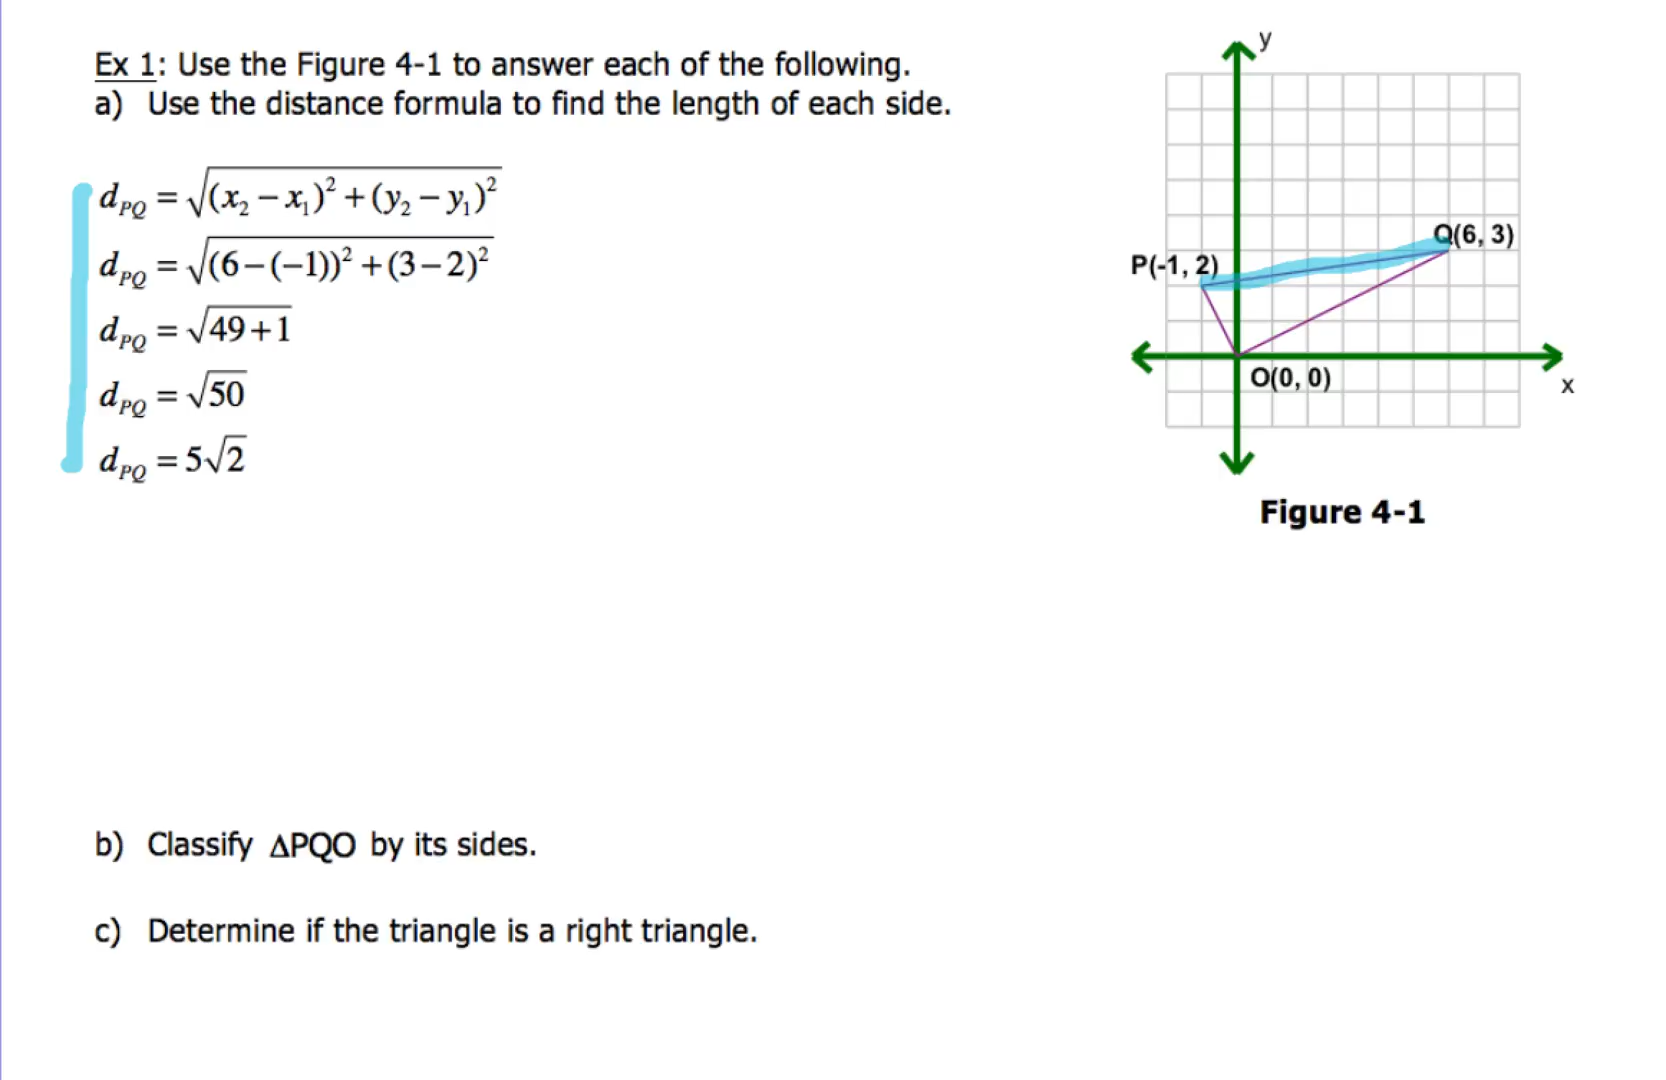 Ex 1: Use the Figure 4-1 to answer each of the following.
a) Use the distance formula to find the length of each side.
d_PQ = √((x₂ − x₁)² + (y₂ − y₁)²)
d_PQ = √((6 − (−1))² + (3 − 2)²
d_PQ = √(49 + 1)
d_PQ = √50
d_PQ = 5√2
y
Q(6, 3)
P(-1, 2)
O(0, 0)
x
Figure 4-1
b) Classify ΔPQO by its sides.
c) Determine if the triangle is a right triangle.